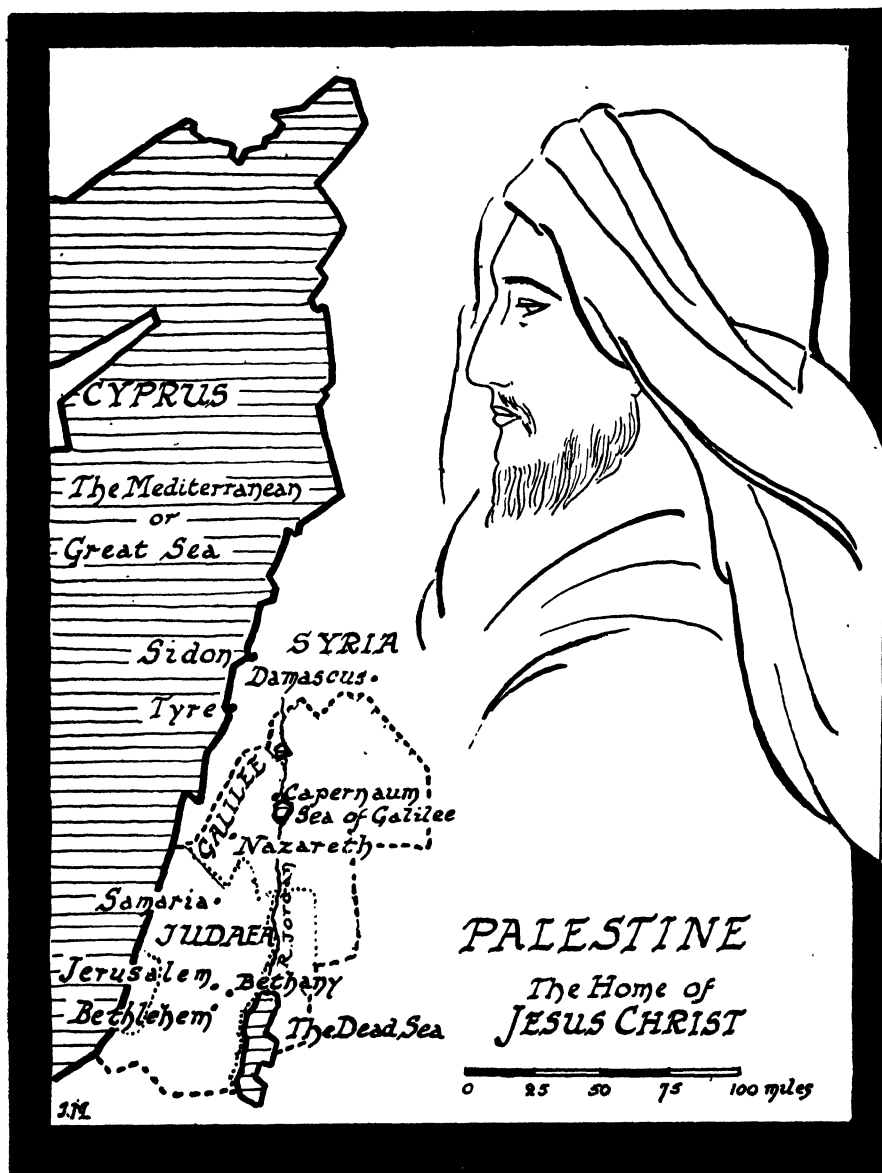 CYPRUS
The Mediterranean
or
Great Sea
Sidon
SYRIA
Damascus
Tyre
GALILEE
Capernaum
Sea of Galilee
Nazareth
Samaria
JUDAEA
R. Jordan
Jerusalem
Bethany
Bethlehem
The Dead Sea
PALESTINE
The Home of
JESUS CHRIST
0 25 50 75 100 miles